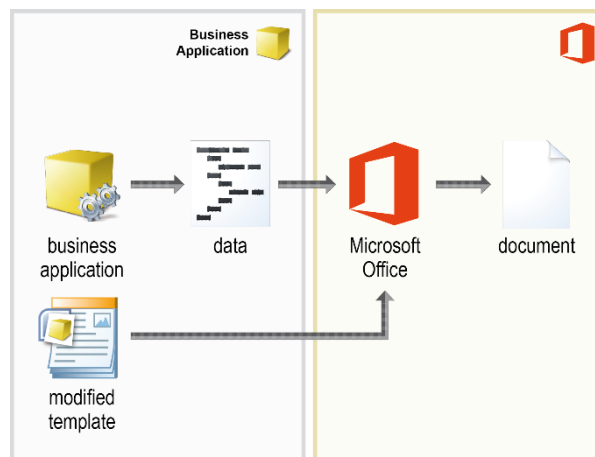 Business
Application
business
application
data
Microsoft
Office
document
modified
template